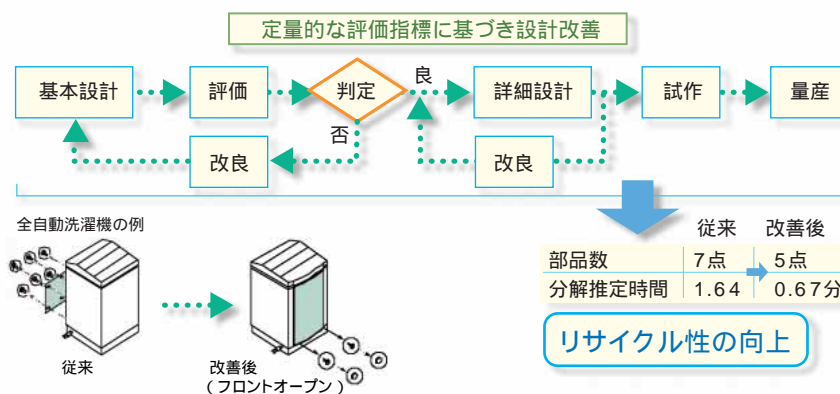 定量的な評価指標に基づき設計改善
基本設計
評価
判定
良
詳細設計
試作
量産
否
改良
改良
全自動洗濯機の例
従来
改善後
(フロントオープン)
従来 改善後
部品数 7点 5点
分解推定時間 1.64 0.67分
リサイクル性の向上